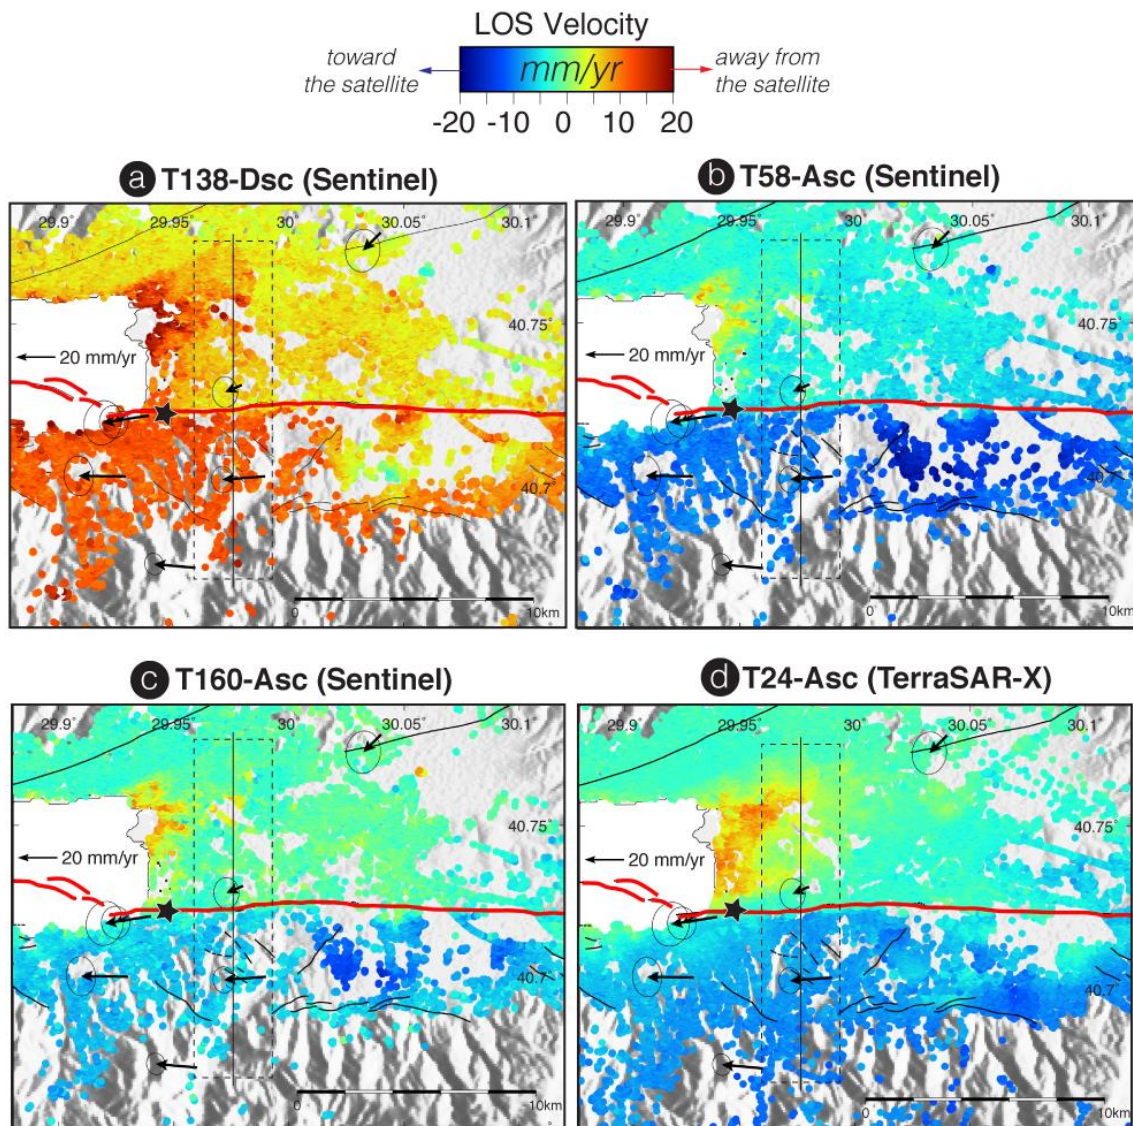 LOS Velocity
toward
the satellite
mm/yr
away from
the satellite
-20 -10 0 10 20
a T138-Dsc (Sentinel)
29.9° 29.95° 30° 30.05° 30.1°
40.75°
20 mm/yr
40.7°
0 10km
b T58-Asc (Sentinel)
29.9° 29.95° 30° 30.05° 30.1°
40.75°
20 mm/yr
40.7°
0 10km
c T160-Asc (Sentinel)
29.9° 29.95° 30° 30.05° 30.1°
40.75°
20 mm/yr
40.7°
0 10km
d T24-Asc (TerraSAR-X)
29.9° 29.95° 30° 30.05° 30.1°
40.75°
20 mm/yr
40.7°
0 10km